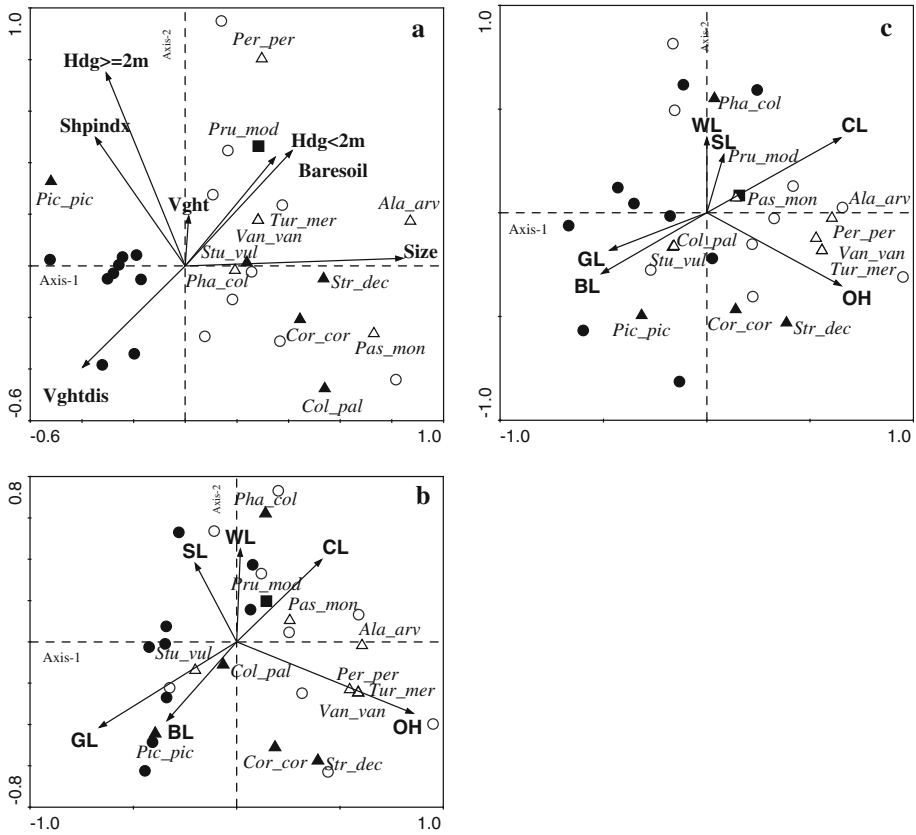 1.0
Axis-2
a
Per_per
Hdg>=2m
Shpindx
Pru_mod
Hdg<2m
Baresoil
Pic_pic
Vght
Tur_mer
Ala_arv
Van_van
Stu_vul
Size
Axis-1
Pha_col
Str_dec
Cor_cor
Pas_mon
Vghtdis
Col_pal
-0.6
-0.6
1.0
1.0
Axis-2
c
Pha_col
WL
SL
CL
Pru_mod
Pas_mon
Ala_arv
Axis-1
Per_per
GL
Col_pal
Van_van
Stu_vul
Tur_mer
BL
OH
Pic_pic
Cor_cor
Str_dec
-1.0
-1.0
1.0
0.8
Axis-2
b
Pha_col
SL
WL
CL
Pru_mod
Pas_mon
Ala_arv
Axis-1
Stu_vul
Col_pal
Per_per
Tur_mer
Van_van
GL
BL
OH
Pic_pic
Cor_cor
Str_dec
-0.8
-1.0
1.0